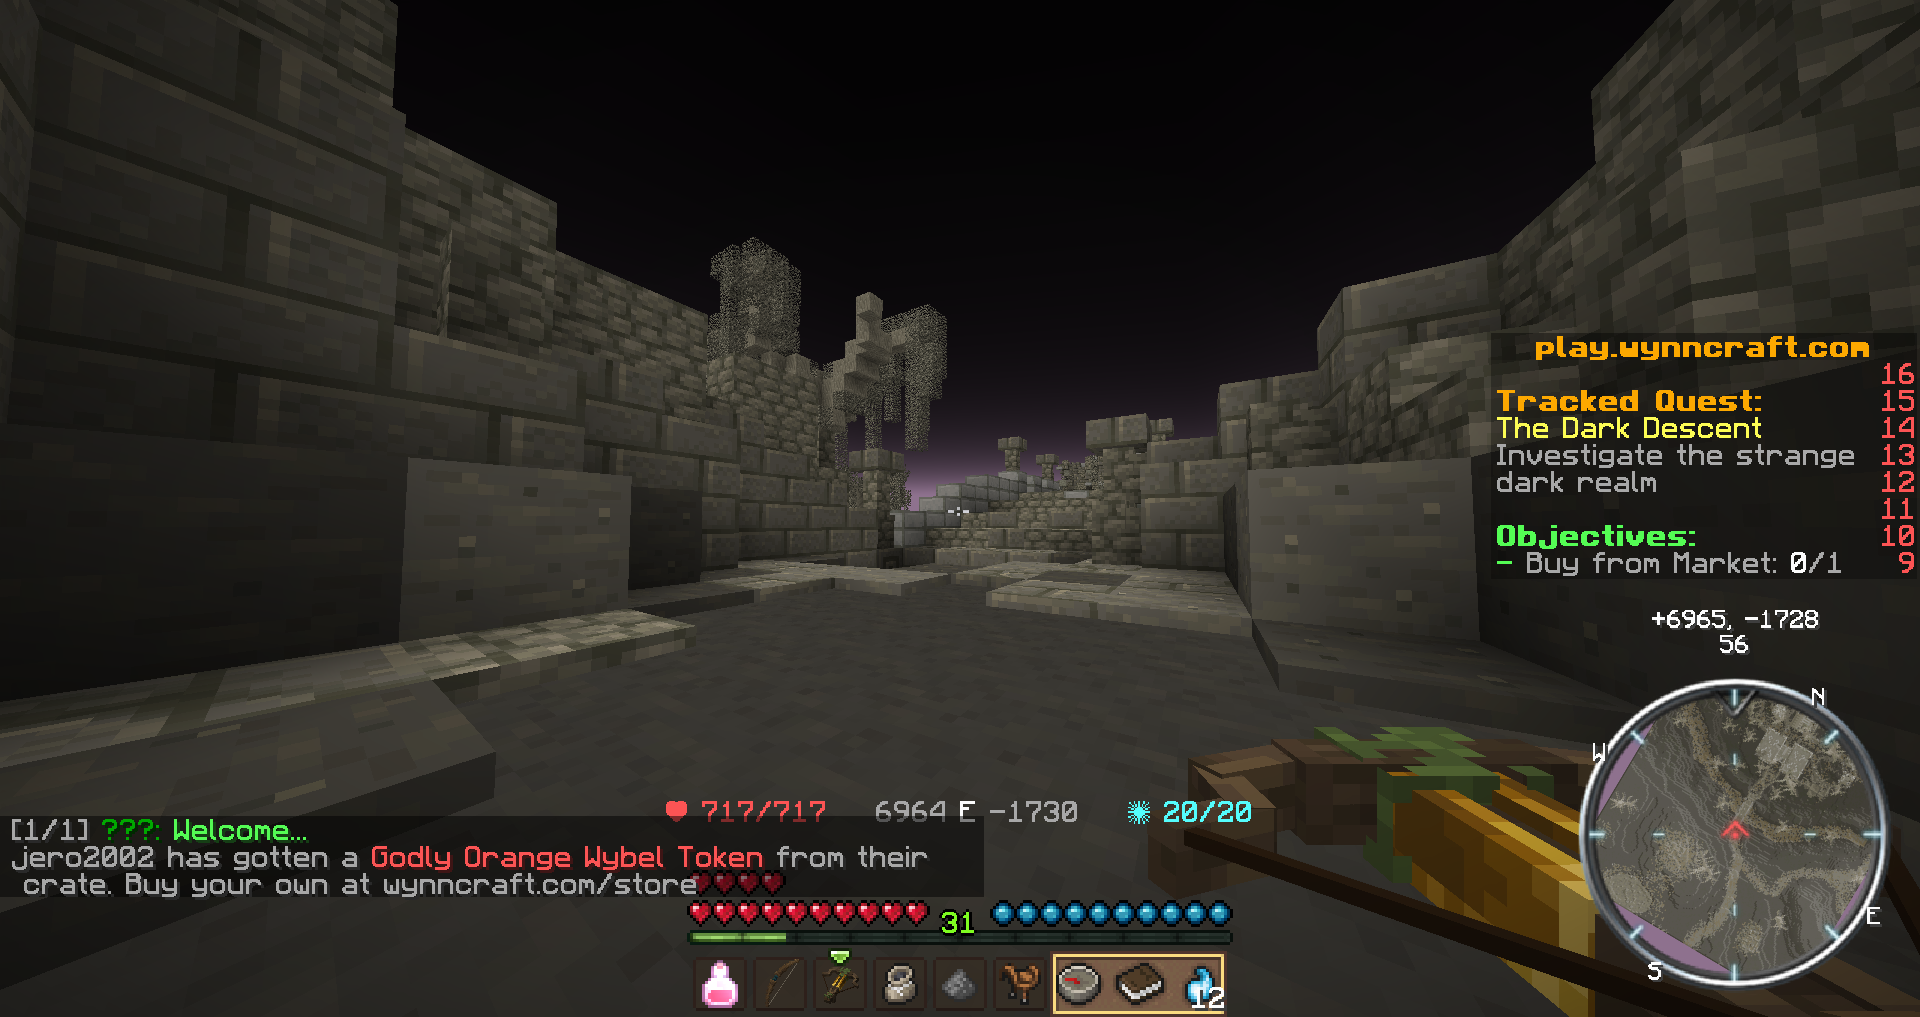 play.wynncraft.com
16
Tracked Quest: 15
The Dark Descent 14
Investigate the strange 13
dark realm 12
11
Objectives: 10
- Buy from Market: 0/1 9
+6965, -1728
56
N
W
E
S
717/717 6964 E -1730 20/20
[1/1] ???: Welcome...
jero2002 has gotten a Godly Orange Wybel Token from their
crate. Buy your own at wynncraft.com/store
31
12